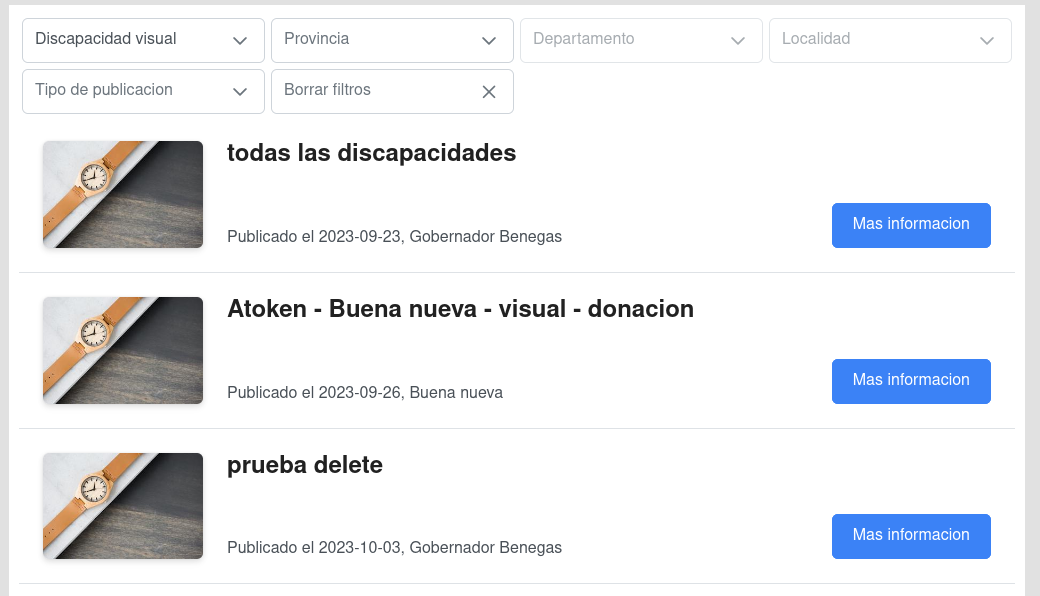 Discapacidad visual
Provincia
Departamento
Localidad
Tipo de publicacion
Borrar filtros
todas las discapacidades
Publicado el 2023-09-23, Gobernador Benegas
Mas informacion
Atoken - Buena nueva - visual - donacion
Publicado el 2023-09-26, Buena nueva
Mas informacion
prueba delete
Publicado el 2023-10-03, Gobernador Benegas
Mas informacion